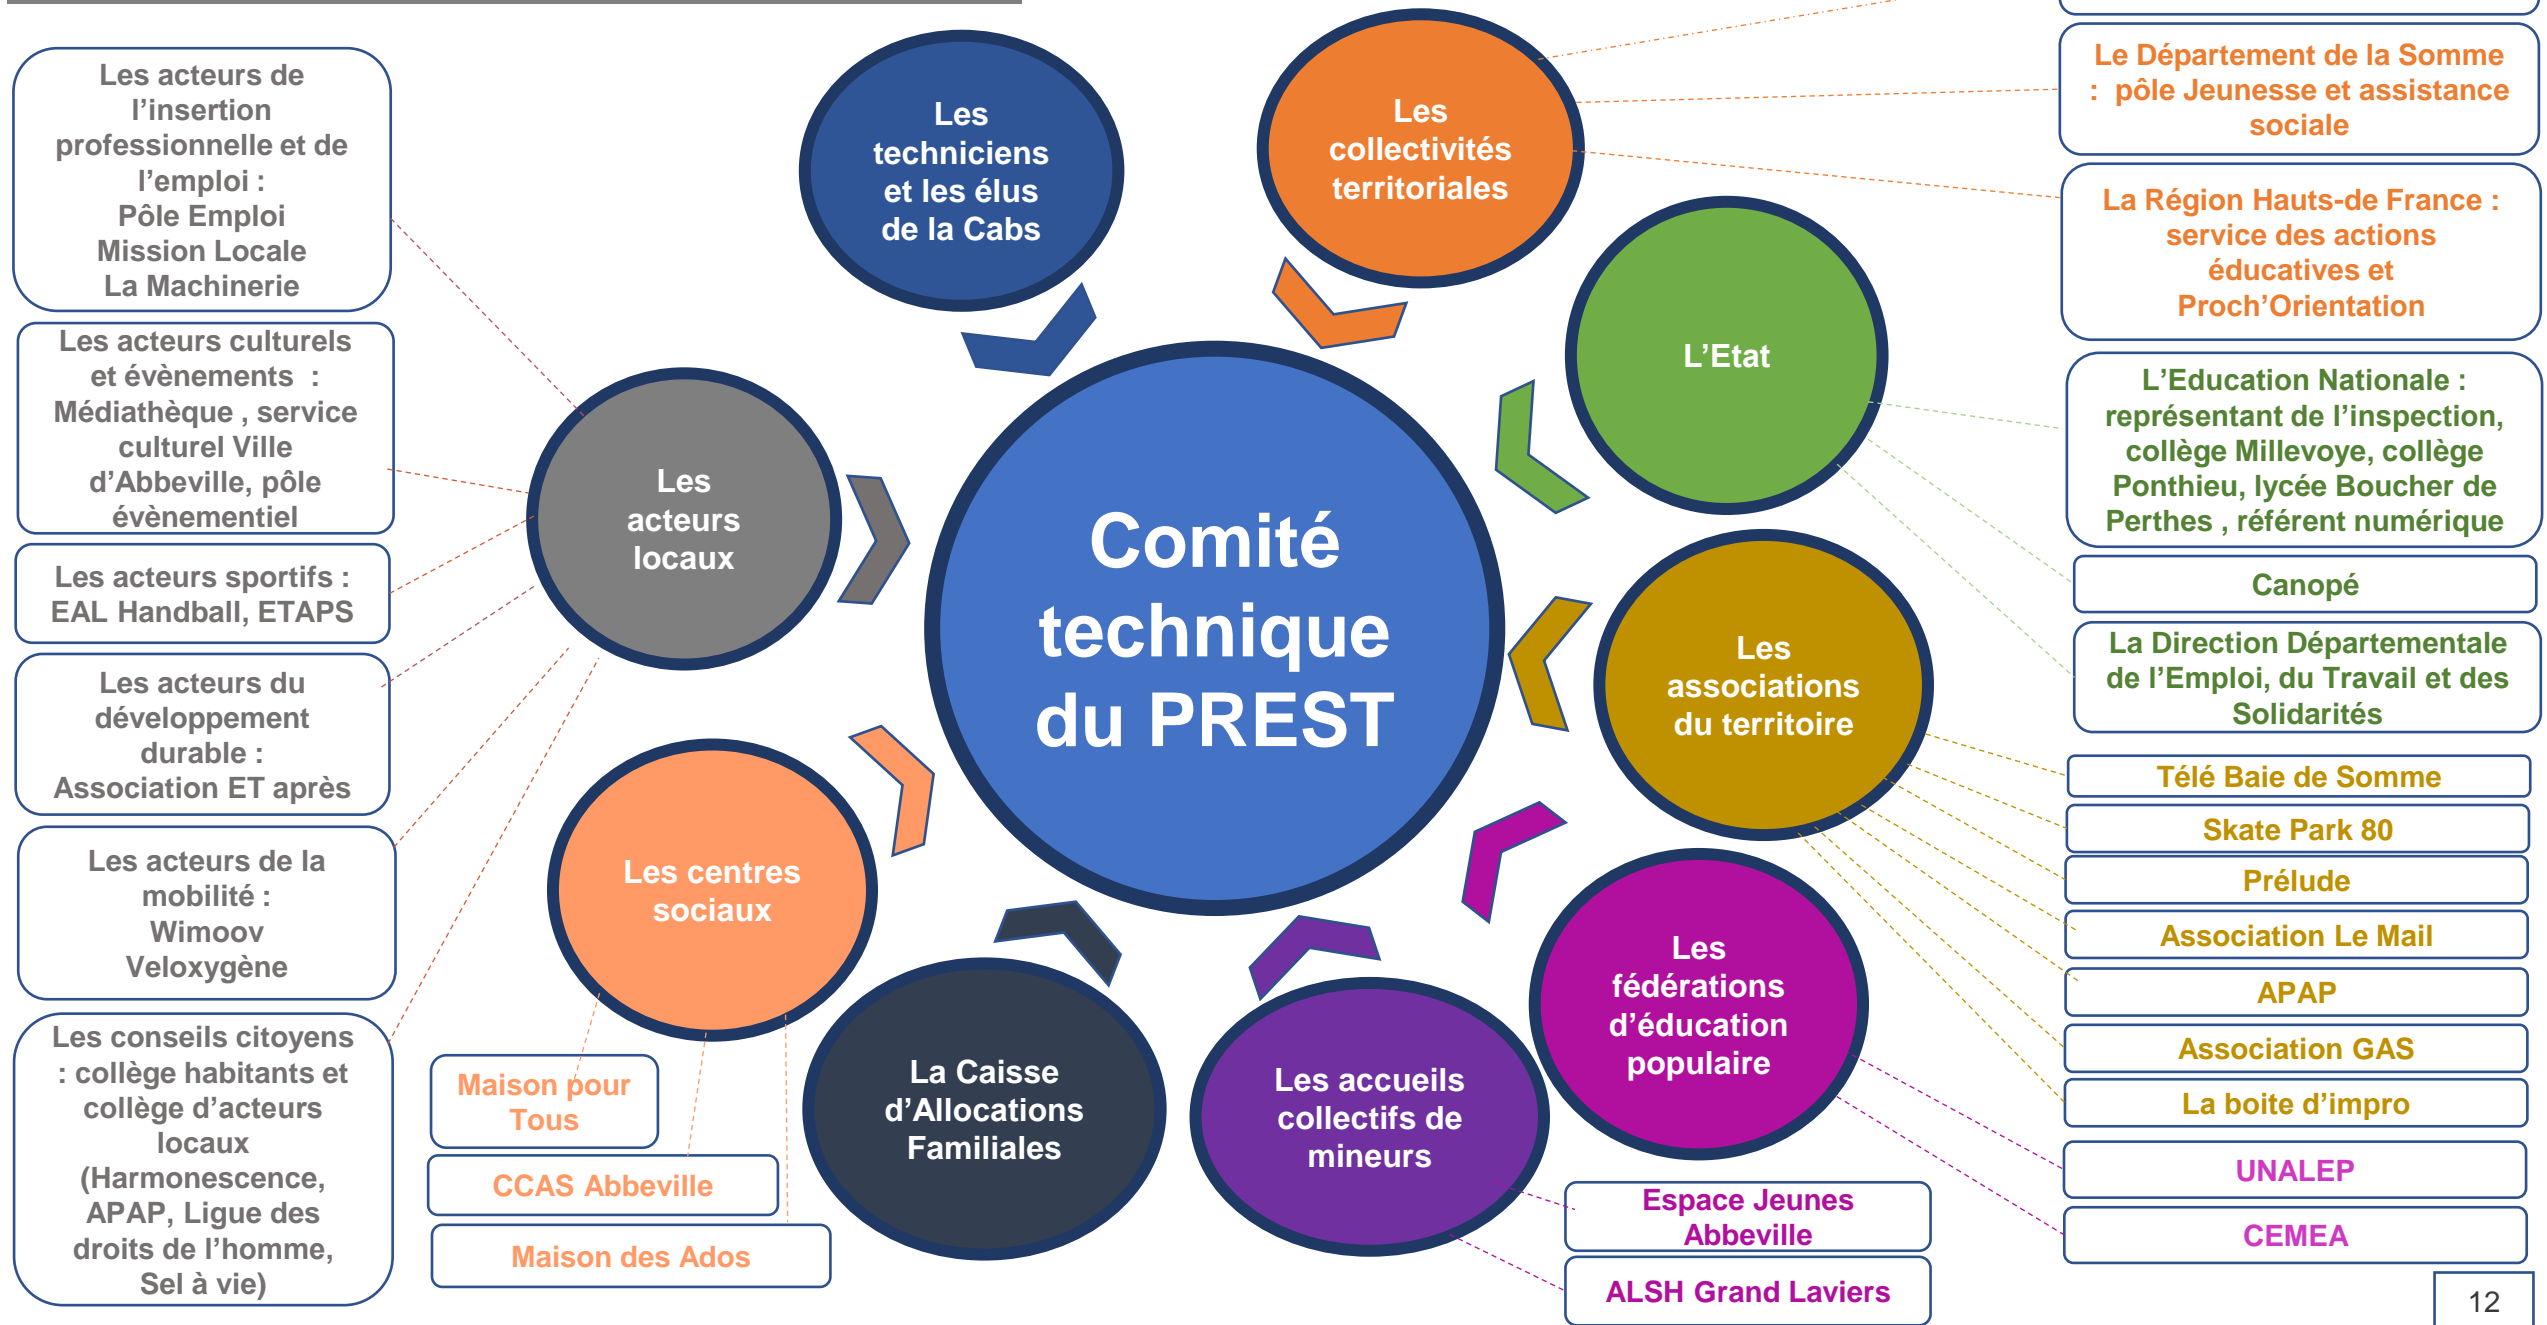 Les acteurs de
l’insertion
professionnelle et de
l’emploi :
Pôle Emploi
Mission Locale
La Machinerie
Les acteurs culturels
et évènements  :
Médiathèque , service
culturel Ville
d’Abbeville, pôle
évènementiel
Les acteurs sportifs :
EAL Handball, ETAPS
Les acteurs du
développement
durable :
Association ET après
Les acteurs de la
mobilité :
Wimoov
Veloxygène
Les conseils citoyens
: collège habitants et
collège d’acteurs
locaux
(Harmonescence,
APAP, Ligue des
droits de l’homme,
Sel à vie)
Les
techniciens
et les élus
de la Cabs
Les
collectivités
territoriales
L’Etat
Les
acteurs
locaux
Comité
technique
du PREST
Les
associations
du territoire
Les centres
sociaux
La Caisse
d’Allocations
Familiales
Les accueils
collectifs de
mineurs
Les
fédérations
d’éducation
populaire
Maison pour
Tous
CCAS Abbeville
Maison des Ados
Espace Jeunes
Abbeville
ALSH Grand Laviers
Le Département de la Somme
:  pôle Jeunesse et assistance
sociale
La Région Hauts-de France :
service des actions
éducatives et
Proch’Orientation
L’Education Nationale :
représentant de l’inspection,
collège Millevoye, collège
Ponthieu, lycée Boucher de
Perthes , référent numérique
Canopé
La Direction Départementale
de l’Emploi, du Travail et des
Solidarités
Télé Baie de Somme
Skate Park 80
Prélude
Association Le Mail
APAP
Association GAS
La boite d’impro
UNALEP
CEMEA
12